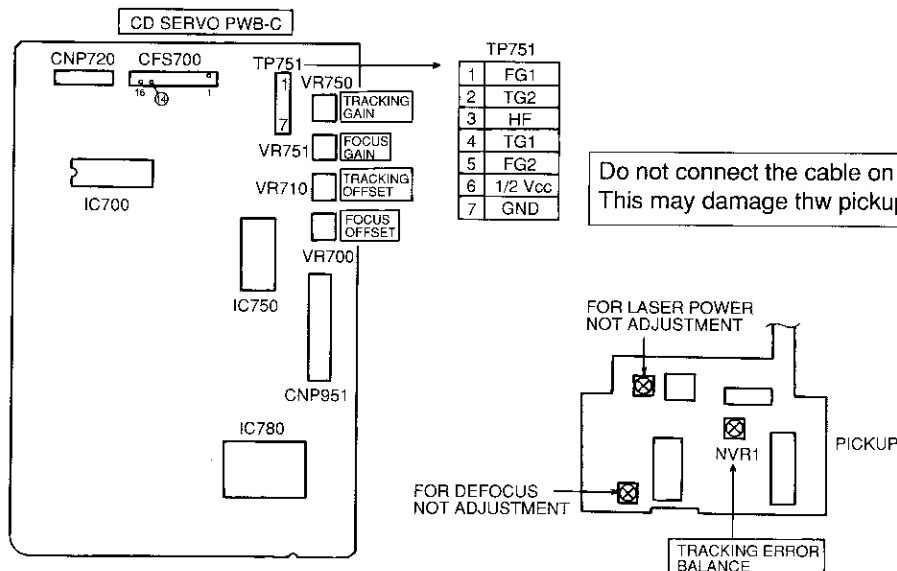 CD SERVO PWB-C
CNP720 CFS700 TP751
16 14 1
1
7
VR750
TRACKING
GAIN
VR751
FOCUS
GAIN
VR710
TRACKING
OFFSET
FOCUS
OFFSET
VR700
IC700
IC750
CNP951
IC780
TP751
1 FG1
2 TG2
3 HF
4 TG1
5 FG2
6 1/2 Vcc
7 GND
Do not connect the cable on
This may damage thw pickup
FOR LASER POWER
NOT ADJUSTMENT
NVR1
PICKUP
FOR DEFOCUS
NOT ADJUSTMENT
TRACKING ERROR
BALANCE